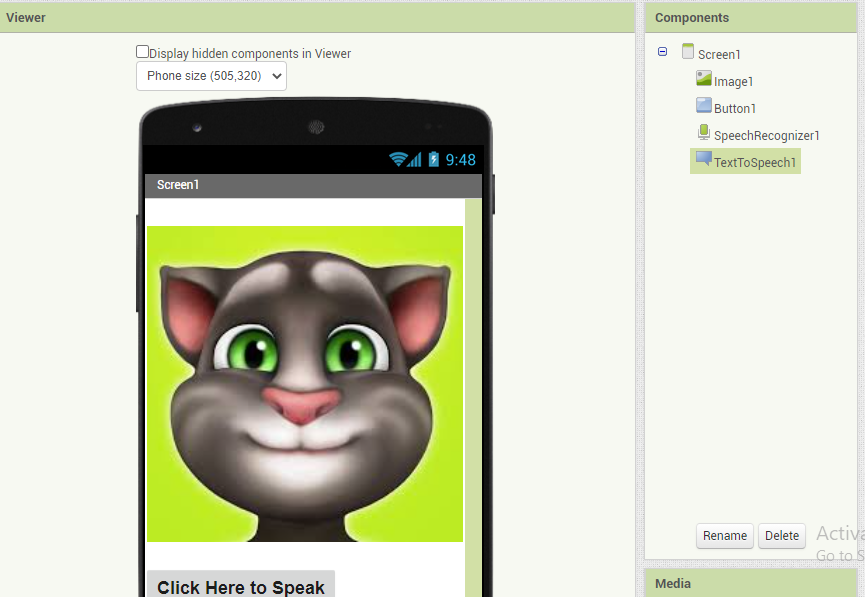 Viewer
Display hidden components in Viewer
Phone size (505,320)
9:48
Screen1
Click Here to Speak
Components
Screen1
Image1
Button1
SpeechRecognizer1
TextToSpeech1
Rename Delete
Go to
Media